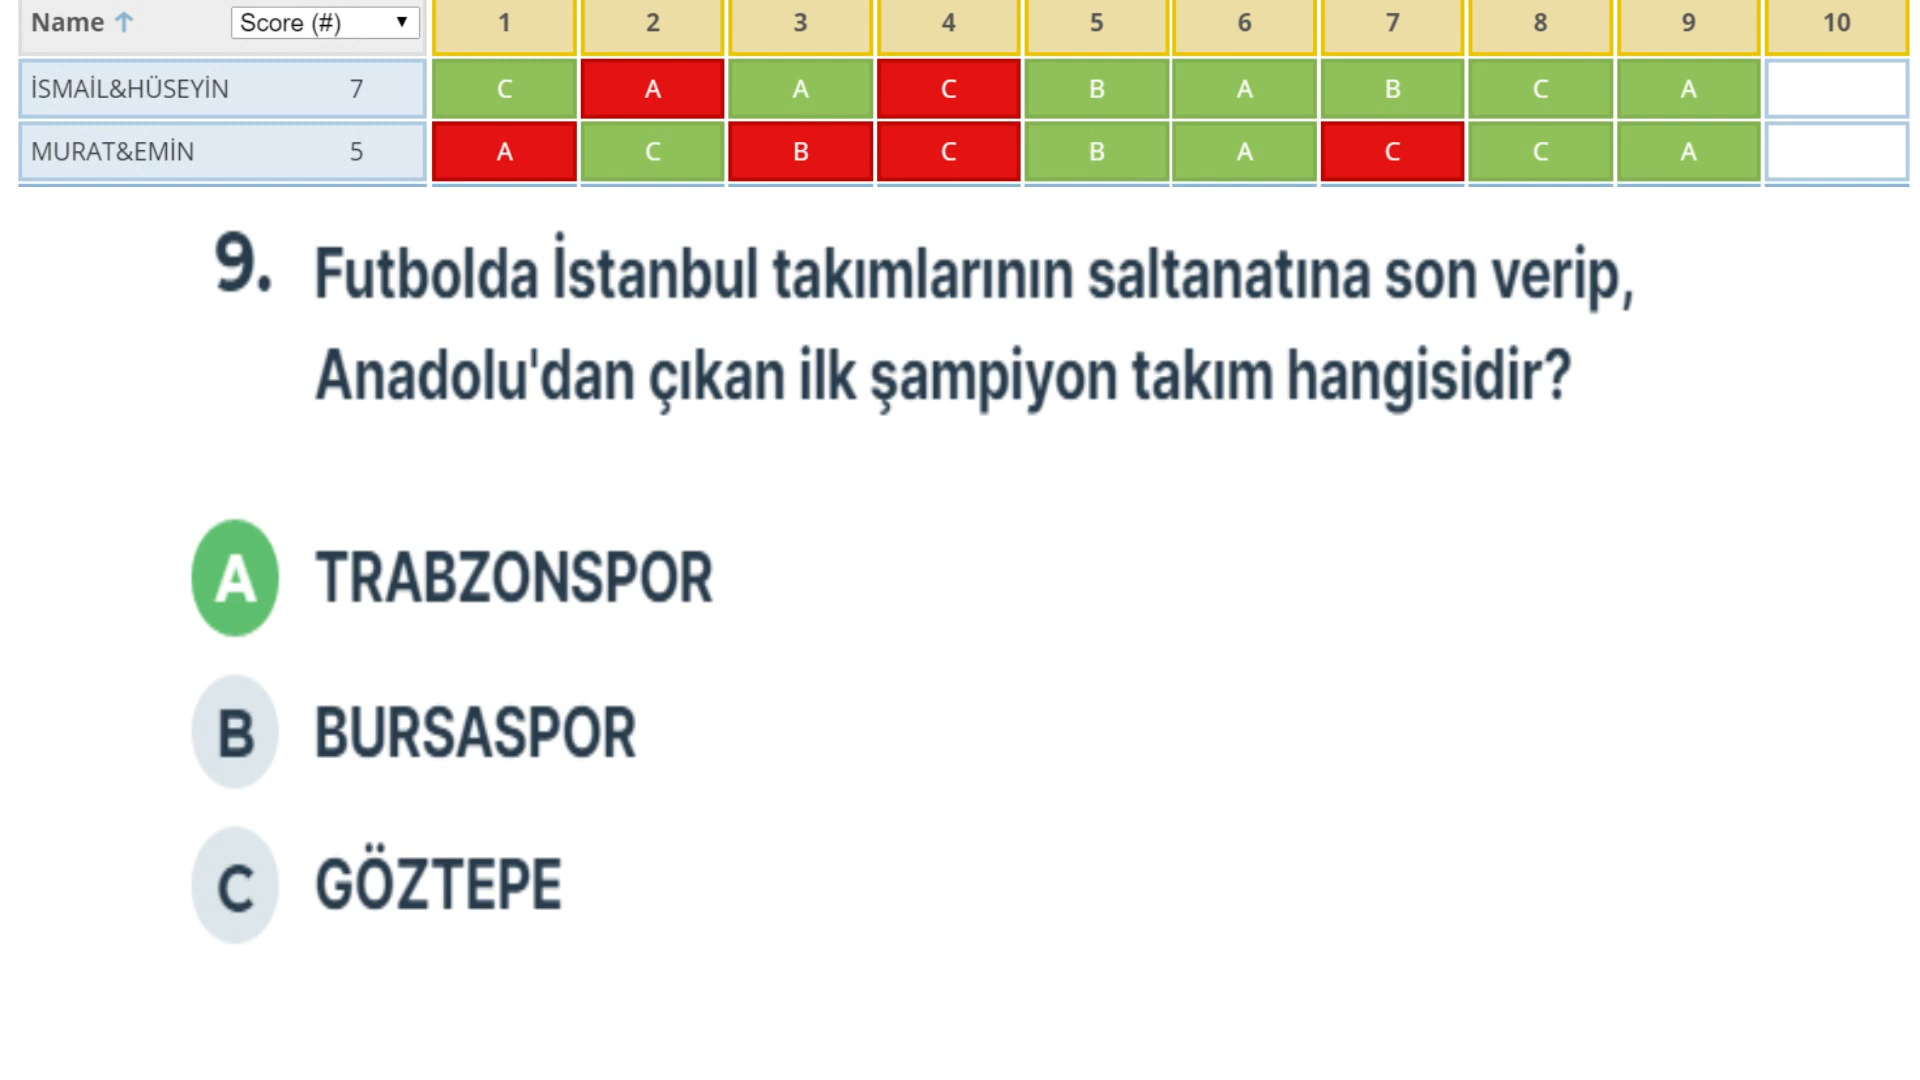 Name ↑ Score (#) ▼ 1 2 3 4 5 6 7 8 9 10
İSMAİL&HÜSEYİN 7 C A A C B A B C A
MURAT&EMİN 5 A C B C B A C C A
9. Futbolda İstanbul takımlarının saltanatına son verip,
Anadolu'dan çıkan ilk şampiyon takım hangisidir?
A TRABZONSPOR
B BURSASPOR
C GÖZTEPE